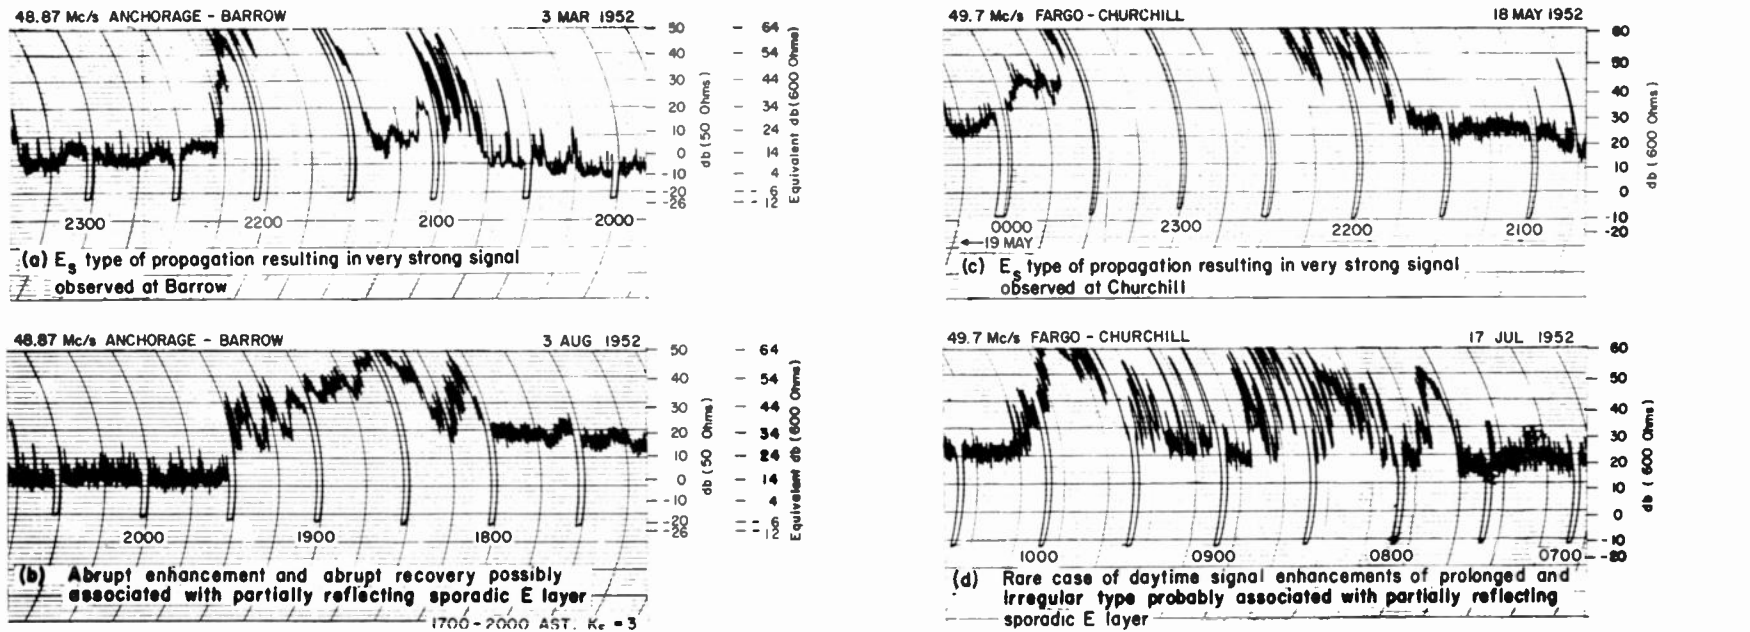 48.87 Mc/s ANCHORAGE - BARROW 3 MAR 1952
50 - 64
40 - 54
30 - 44
20 - 34
10 - 24
0 - 14
-10 - 4
-20 -- 6
-26 -- 12
db (50 Ohms)
Equivalent db (600 Ohms)
2300 2200 2100 2000
(a) Es type of propagation resulting in very strong signal
observed at Barrow
48.87 Mc/s ANCHORAGE - BARROW 3 AUG 1952
50 - 64
40 - 54
30 - 44
20 - 34
10 - 24
0 - 14
-10 - 4
-20 -- 6
-26 -- 12
db (50 Ohms)
Equivalent db (600 Ohms)
2000 1900 1800
(b) Abrupt enhancement and abrupt recovery possibly
associated with partially reflecting sporadic E layer
1700-2000 AST.
49.7 Mc/s FARGO-CHURCHILL 18 MAY 1952
60
50
40
30
20
10
0
-10
-20
db (600 Ohms)
0000 2300 2200 2100
←19 MAY
(c) Es type of propagation resulting in very strong signal
observed at Churchill
49.7 Mc/s FARGO-CHURCHILL 17 JUL 1952
60
50
40
30
20
10
0
-10
-20
db (600 Ohms)
1000 0900 0800 0700
(d) Rare case of daytime signal enhancements of prolonged and
irregular type probably associated with partially reflecting
sporadic E layer